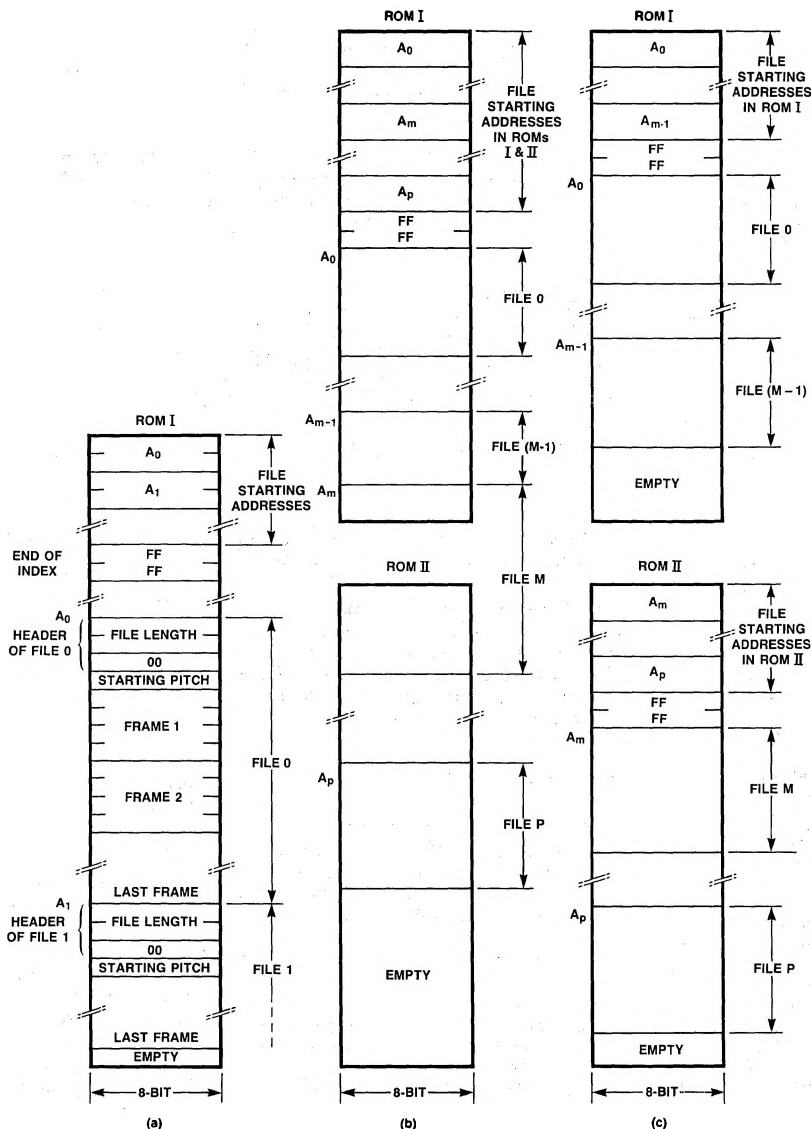 ROM I
A0
A1
FILE
STARTING
ADDRESSES
END OF
INDEX
FF
FF
A0
HEADER
OF FILE 0
FILE LENGTH
00
STARTING PITCH
FRAME 1
FRAME 2
FILE 0
LAST FRAME
A1
HEADER
OF FILE 1
FILE LENGTH
00
STARTING PITCH
FILE 1
LAST FRAME
EMPTY
8-BIT
(a)
ROM I
A0
Am
Ap
FILE
STARTING
ADDRESSES
IN ROMs
I & II
FF
FF
A0
FILE 0
Am-1
FILE (M-1)
Am
FILE M
ROM II
Ap
FILE P
EMPTY
8-BIT
(b)
ROM I
A0
Am-1
FILE
STARTING
ADDRESSES
IN ROM I
FF
FF
A0
FILE 0
Am-1
FILE (M – 1)
EMPTY
ROM II
Am
Ap
FILE
STARTING
ADDRESSES
IN ROM II
FF
FF
Am
FILE M
Ap
FILE P
EMPTY
8-BIT
(c)